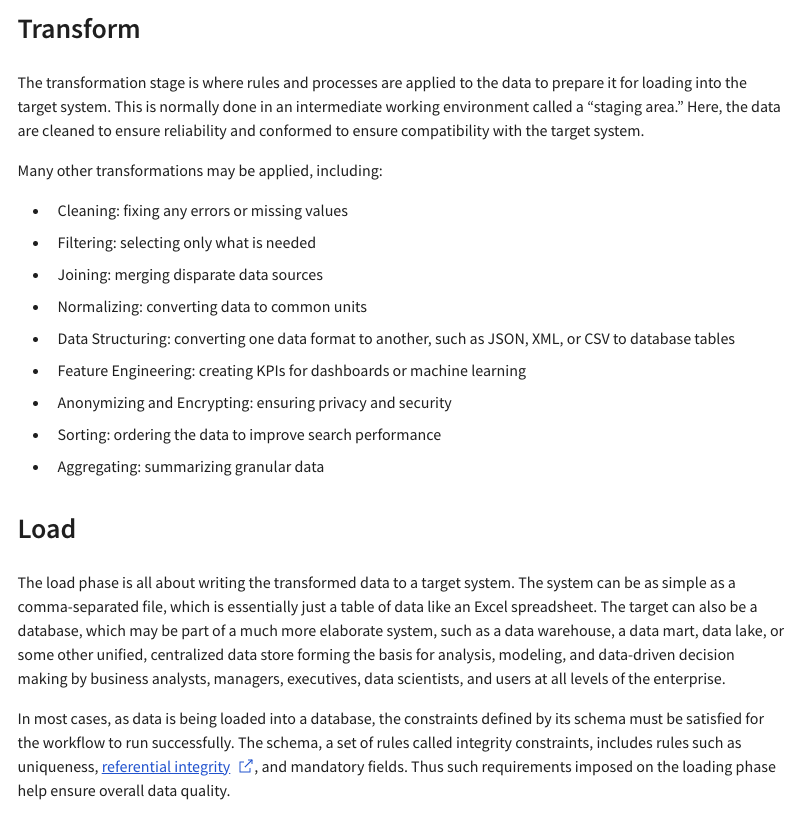 Transform
The transformation stage is where rules and processes are applied to the data to prepare it for loading into the
target system. This is normally done in an intermediate working environment called a “staging area.” Here, the data
are cleaned to ensure reliability and conformed to ensure compatibility with the target system.
Many other transformations may be applied, including:
• Cleaning: fixing any errors or missing values
• Filtering: selecting only what is needed
• Joining: merging disparate data sources
• Normalizing: converting data to common units
• Data Structuring: converting one data format to another, such as JSON, XML, or CSV to database tables
• Feature Engineering: creating KPIs for dashboards or machine learning
• Anonymizing and Encrypting: ensuring privacy and security
• Sorting: ordering the data to improve search performance
• Aggregating: summarizing granular data
Load
The load phase is all about writing the transformed data to a target system. The system can be as simple as a
comma-separated file, which is essentially just a table of data like an Excel spreadsheet. The target can also be a
database, which may be part of a much more elaborate system, such as a data warehouse, a data mart, data lake, or
some other unified, centralized data store forming the basis for analysis, modeling, and data-driven decision
making by business analysts, managers, executives, data scientists, and users at all levels of the enterprise.
In most cases, as data is being loaded into a database, the constraints defined by its schema must be satisfied for
the workflow to run successfully. The schema, a set of rules called integrity constraints, includes rules such as
uniqueness, referential integrity, and mandatory fields. Thus such requirements imposed on the loading phase
help ensure overall data quality.